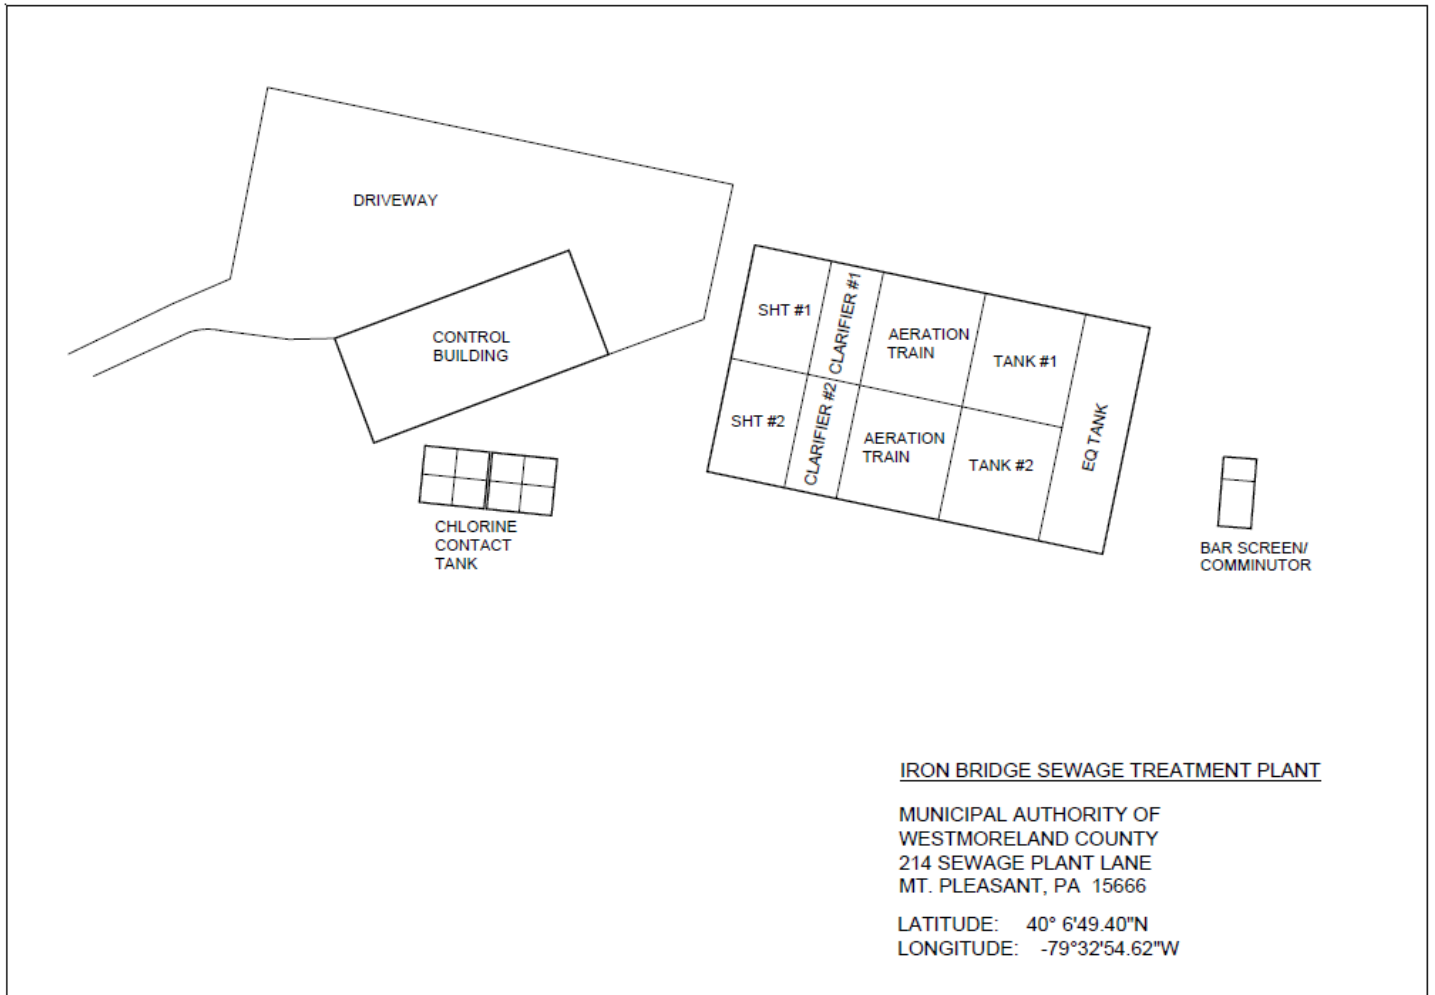 DRIVEWAY
CONTROL
BUILDING
CHLORINE
CONTACT
TANK
SHT #1
CLARIFIER #1
AERATION
TRAIN
TANK #1
SHT #2
CLARIFIER #2
AERATION
TRAIN
TANK #2
EQ TANK
BAR SCREEN/
COMMINUTOR
IRON BRIDGE SEWAGE TREATMENT PLANT
MUNICIPAL AUTHORITY OF
WESTMORELAND COUNTY
214 SEWAGE PLANT LANE
MT. PLEASANT, PA 15666
LATITUDE: 40° 6'49.40"N
LONGITUDE: -79°32'54.62"W